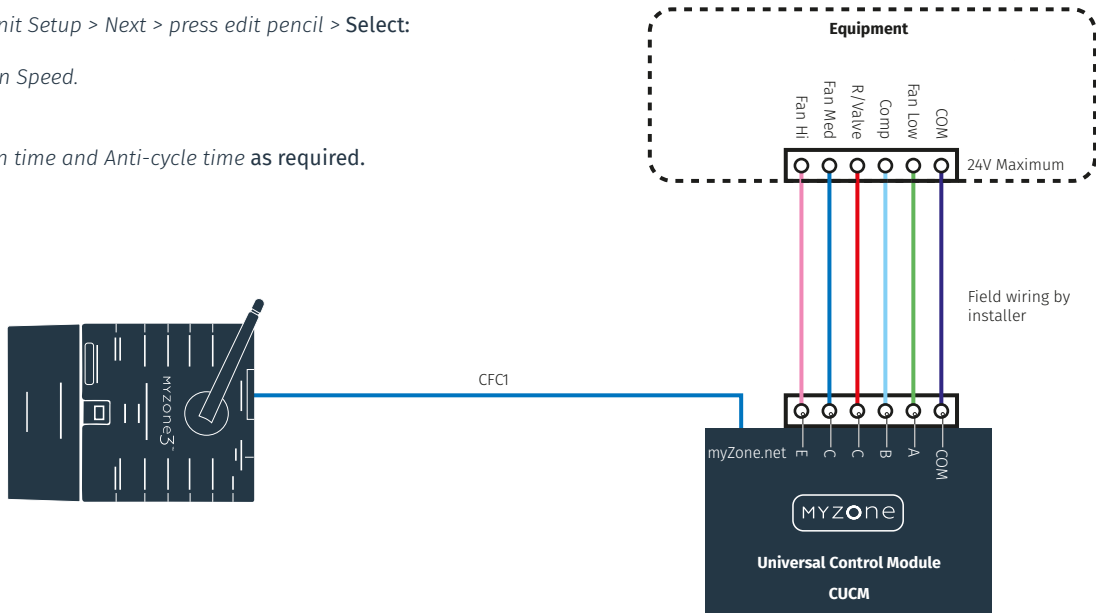 nit Setup > Next > press edit pencil > Select:
n Speed.
n time and Anti-cycle time as required.
Equipment
Fan Hi
Fan Med
R/Valve
Comp
Fan Low
COM
24V Maximum
Field wiring by
installer
CFC1
MYZONE3
myZone.net
E
C
C
B
A
COM
MYZONE
Universal Control Module
CUCM